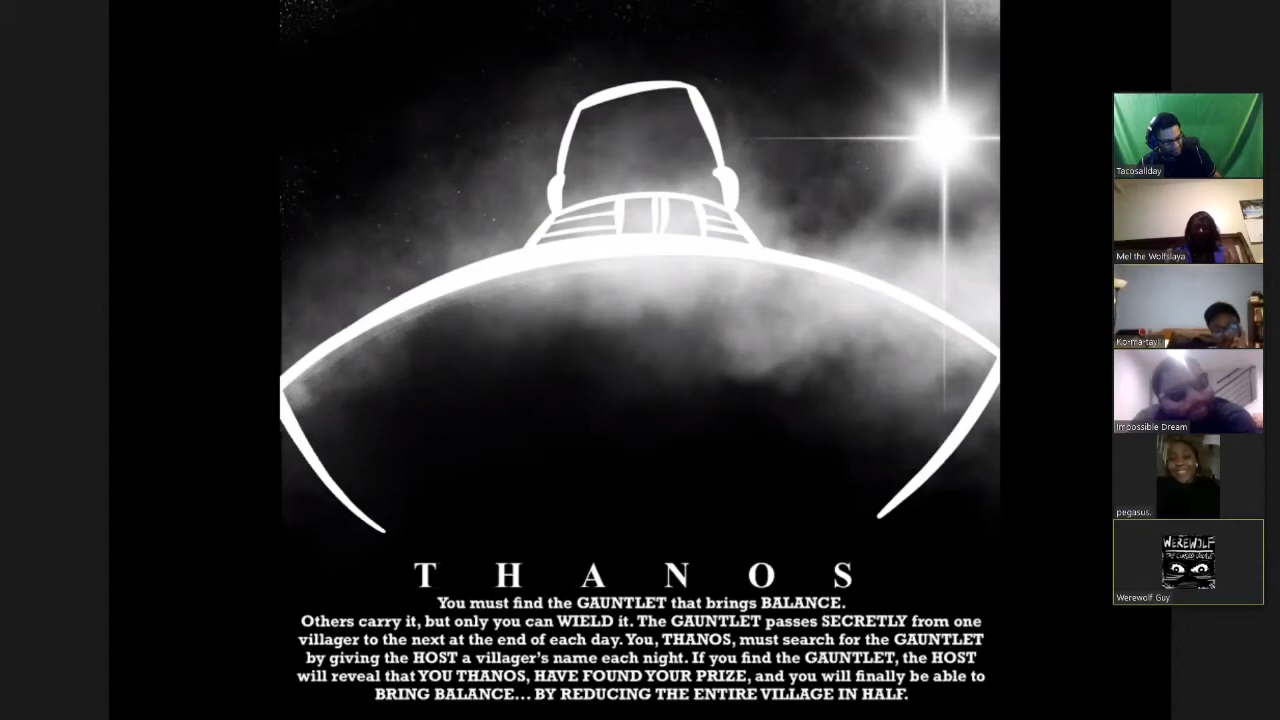 THANOS
You must find the GAUNTLET that brings BALANCE.
Others carry it, but only you can WIELD it. The GAUNTLET passes SECRETLY from one
villager to the next at the end of each day. You, THANOS, must search for the GAUNTLET
by giving the HOST a villager's name each night. If you find the GAUNTLET, the HOST
will reveal that YOU THANOS, HAVE FOUND YOUR PRIZE, and you will finally be able to
BRING BALANCE... BY REDUCING THE ENTIRE VILLAGE IN HALF.
Tacosallday
Mel the Wolfslaya
Impossible Dream
pegasus.
WEREWOLF
Werewolf Guy